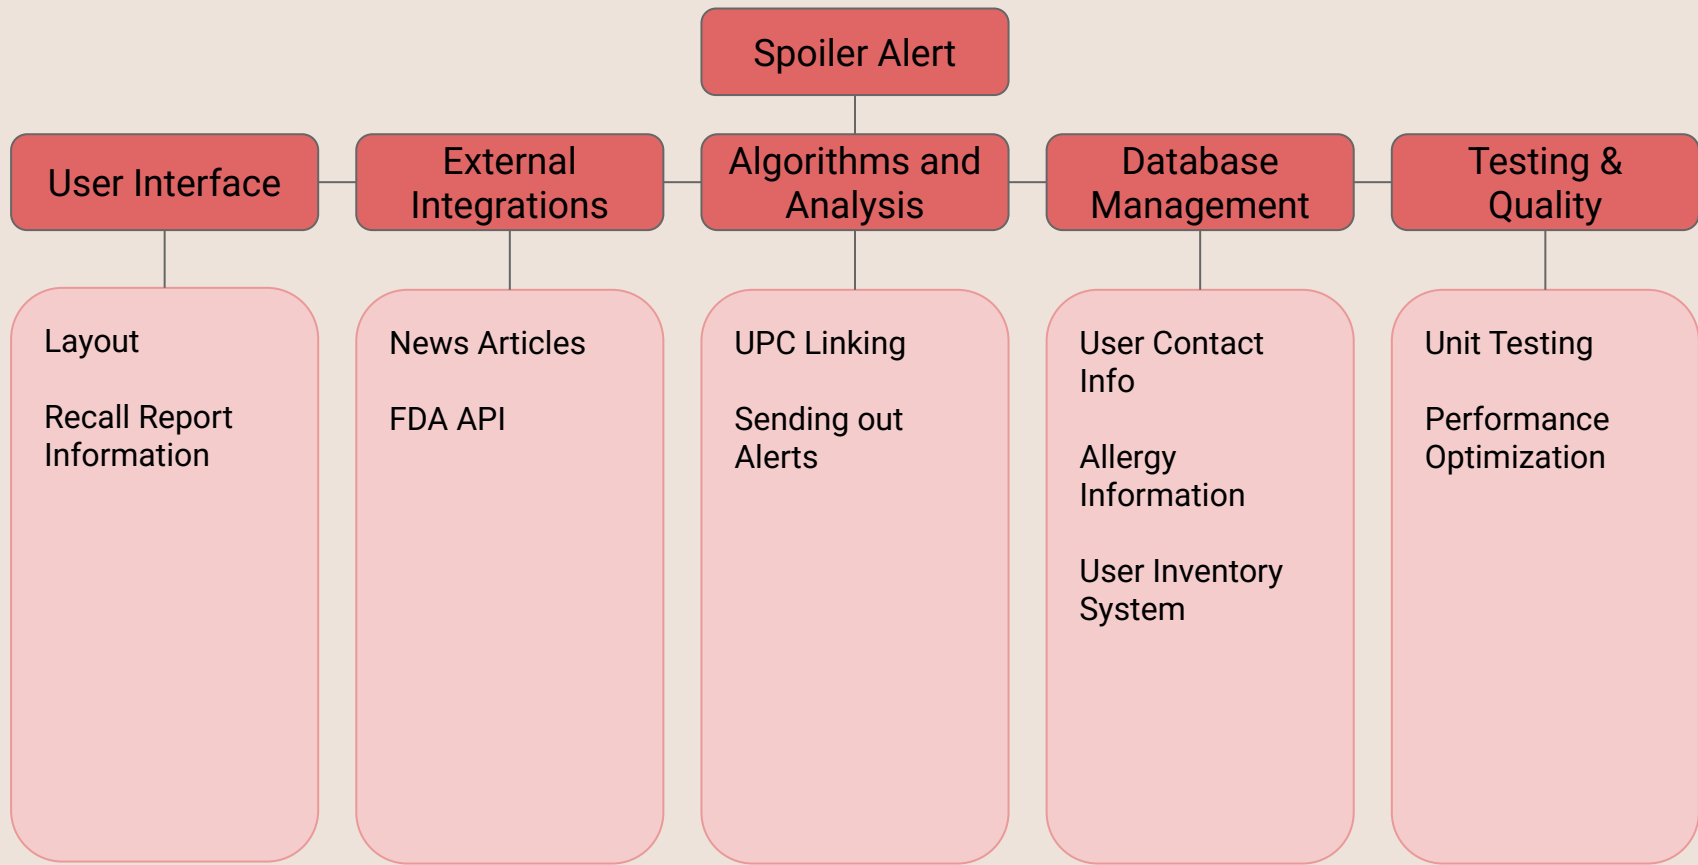 Spoiler Alert
User Interface
External
Integrations
Algorithms and
Analysis
Database
Management
Testing &
Quality
Layout
Recall Report
Information
News Articles
FDA API
UPC Linking
Sending out
Alerts
User Contact
Info
Allergy
Information
User Inventory
System
Unit Testing
Performance
Optimization